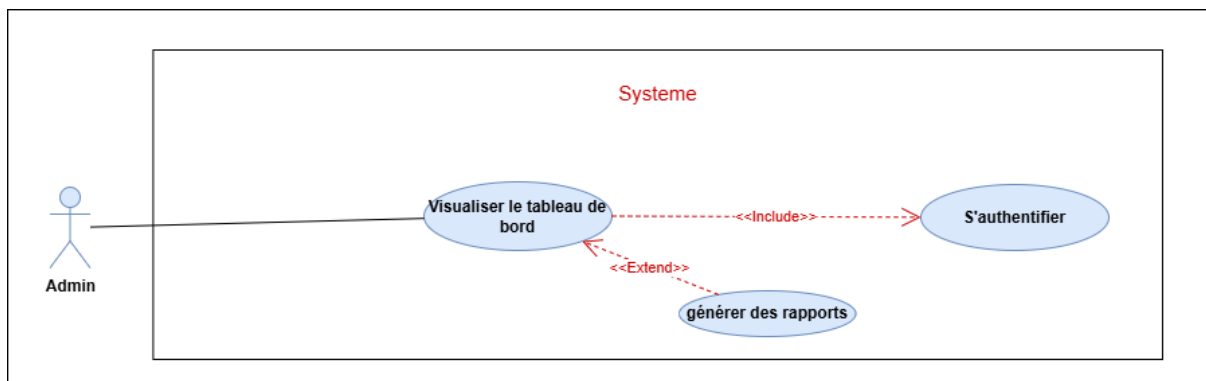 Systeme
Visualiser le tableau de
bord
<<Include>>
S'authentifier
<<Extend>>
Admin
générer des rapports